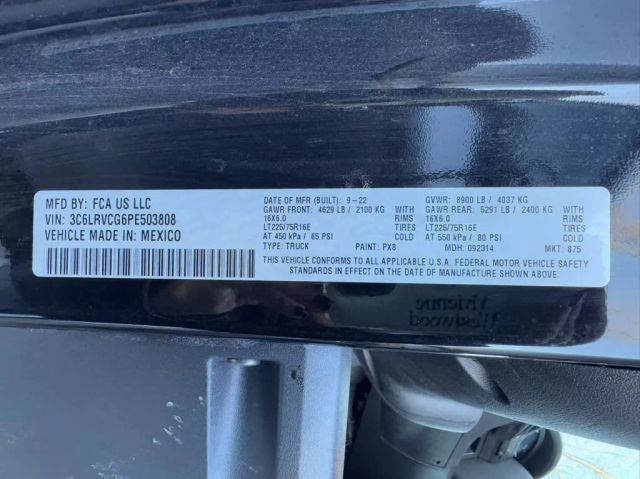 MFD BY: FCA US LLC
VIN: 3C6LRVCG6PE503808
VEHICLE MADE IN: MEXICO
DATE OF MFR (BUILT): 9-22 GVWR: 8900 LB / 4037 KG
GAWR FRONT: 4629 LB / 2100 KG WITH GAWR REAR: 5291 LB / 2400 KG WITH
16X6.0 RIMS 16X6.0 RIMS
LT225/75R16E TIRES LT225/75R16E TIRES
AT 450 kPa / 65 PSI COLD AT 550 kPa / 80 PSI COLD
TYPE: TRUCK PAINT: PX8 MDH: 092314 MKT: 875
THIS VEHICLE CONFORMS TO ALL APPLICABLE U.S.A. FEDERAL MOTOR VEHICLE SAFETY
STANDARDS IN EFFECT ON THE DATE OF MANUFACTURE SHOWN ABOVE
Vivienne
Westwood